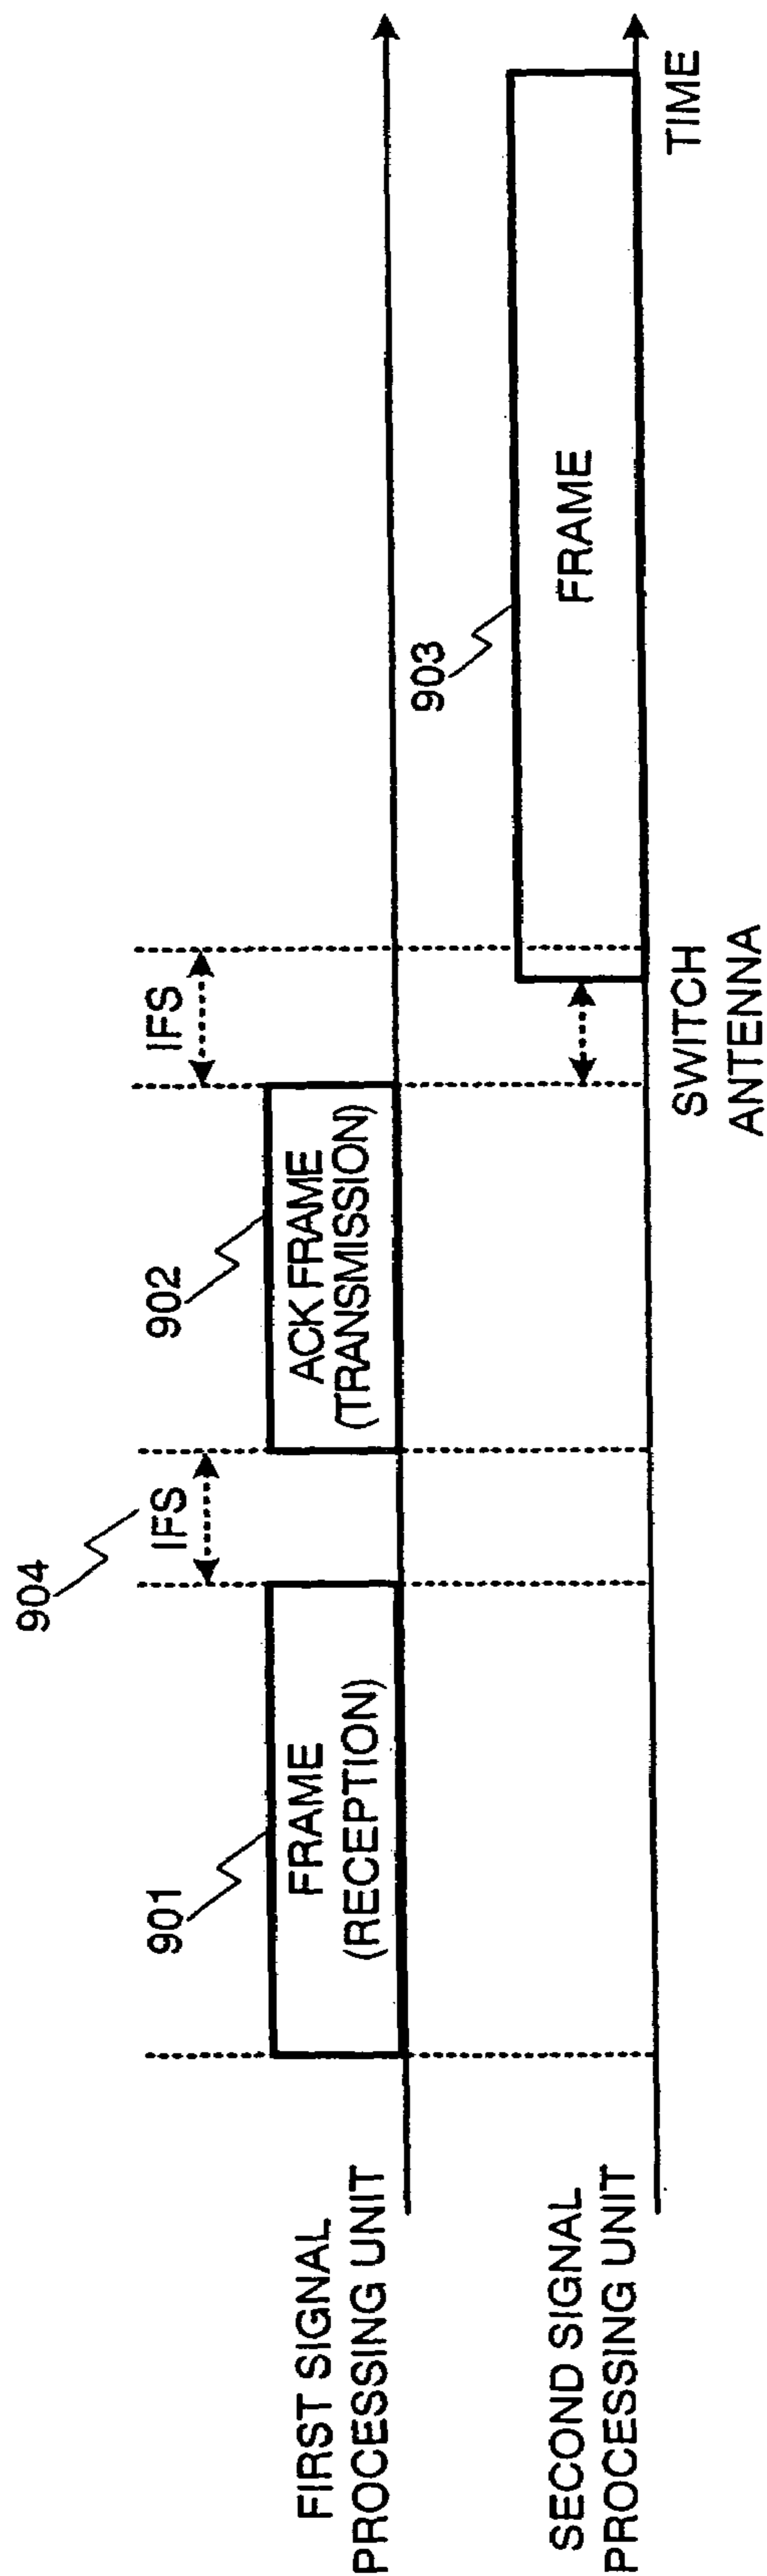 904
901
IFS
902
IFS
FIRST SIGNAL
PROCESSING UNIT
FRAME
(RECEPTION)
ACK FRAME
(TRANSMISSION)
903
SECOND SIGNAL
PROCESSING UNIT
FRAME
SWITCH
ANTENNA
TIME